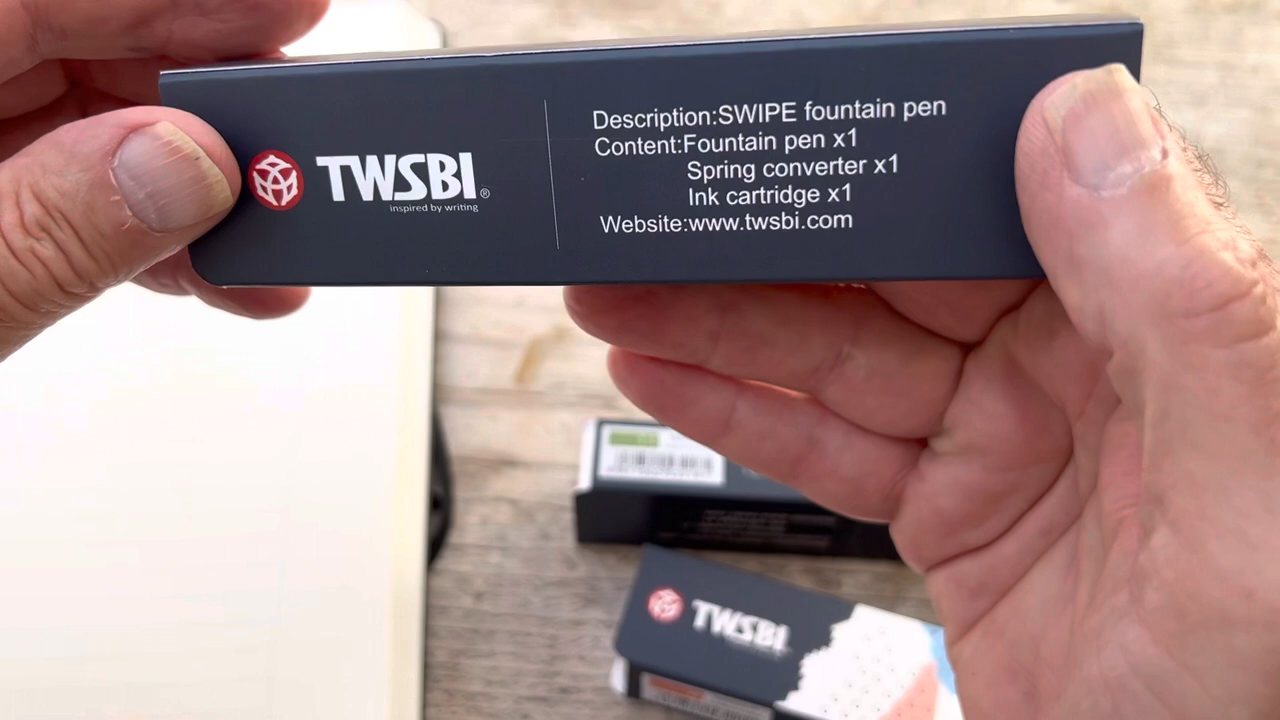 TWSBI®
inspired by writing
Description:SWIPE fountain pen
Content:Fountain pen x1
Spring converter x1
Ink cartridge x1
Website:www.twsbi.com
TWSBI